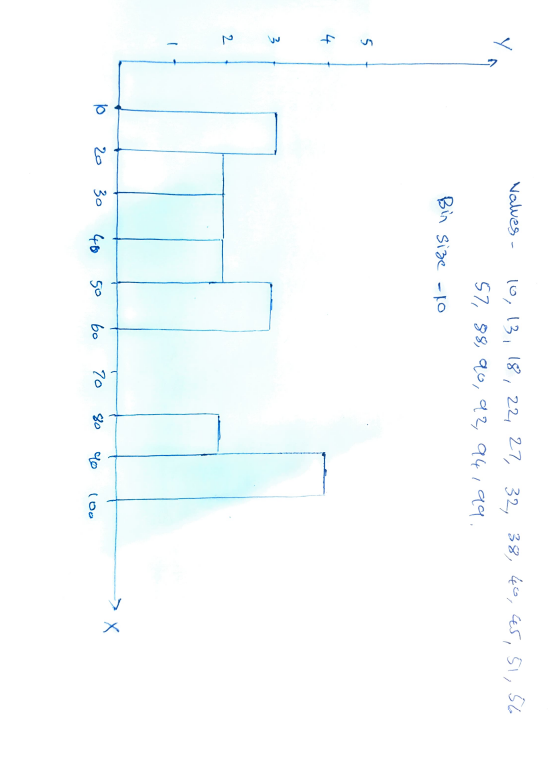 Values - 10, 13, 18, 22, 27, 32, 38, 40, 45, 51, 56
57, 88, 90, 92, 94, 99.
Bin Size - 10
Y
5
4
3
2
1
10 20 30 40 50 60 70 80 90 100 X